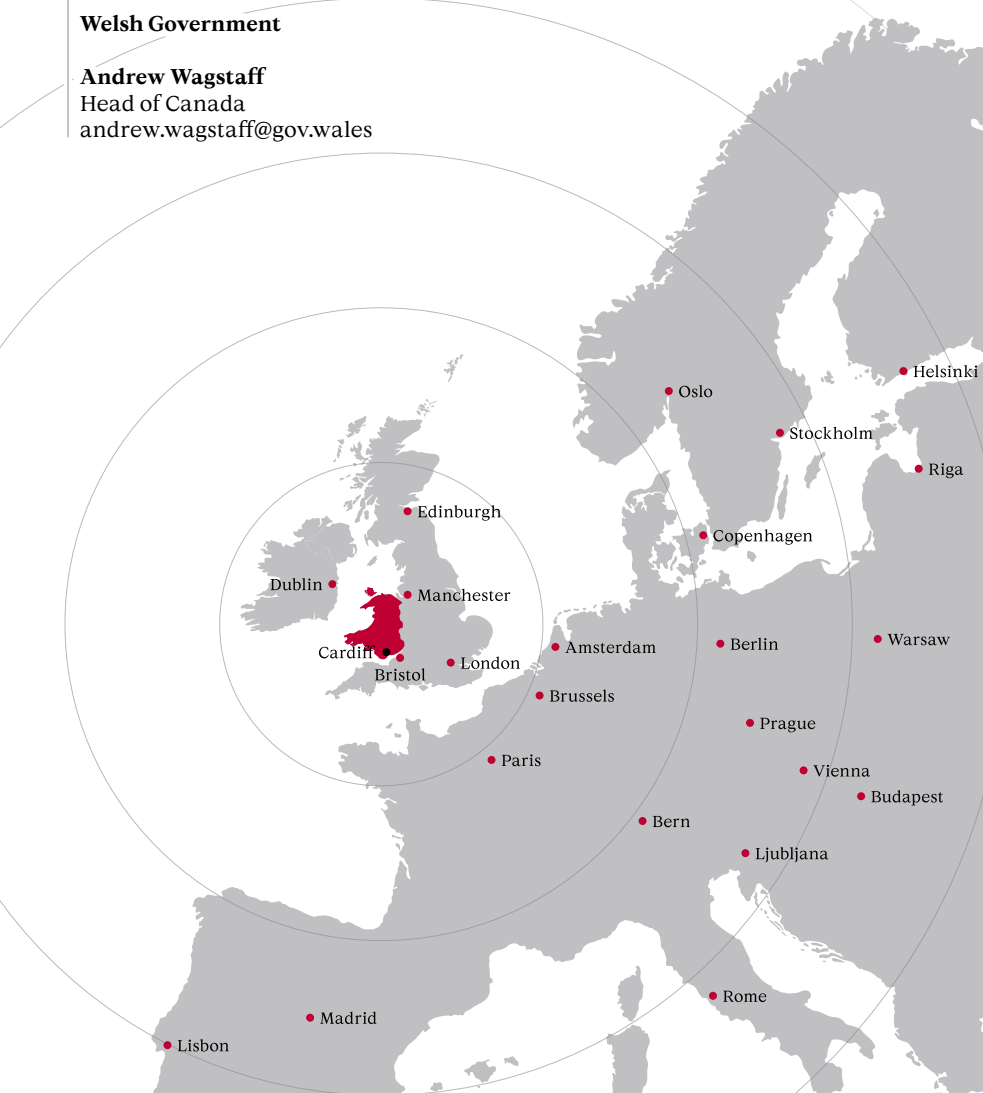 Welsh Government
Andrew Wagstaff
Head of Canada
andrew.wagstaff@gov.wales
Helsinki
Oslo
Stockholm
Riga
Edinburgh
Copenhagen
Dublin
Manchester
Warsaw
Berlin
Amsterdam
Cardiff
London
Bristol
Brussels
Prague
Paris
Vienna
Budapest
Bern
Ljubljana
Rome
Madrid
Lisbon